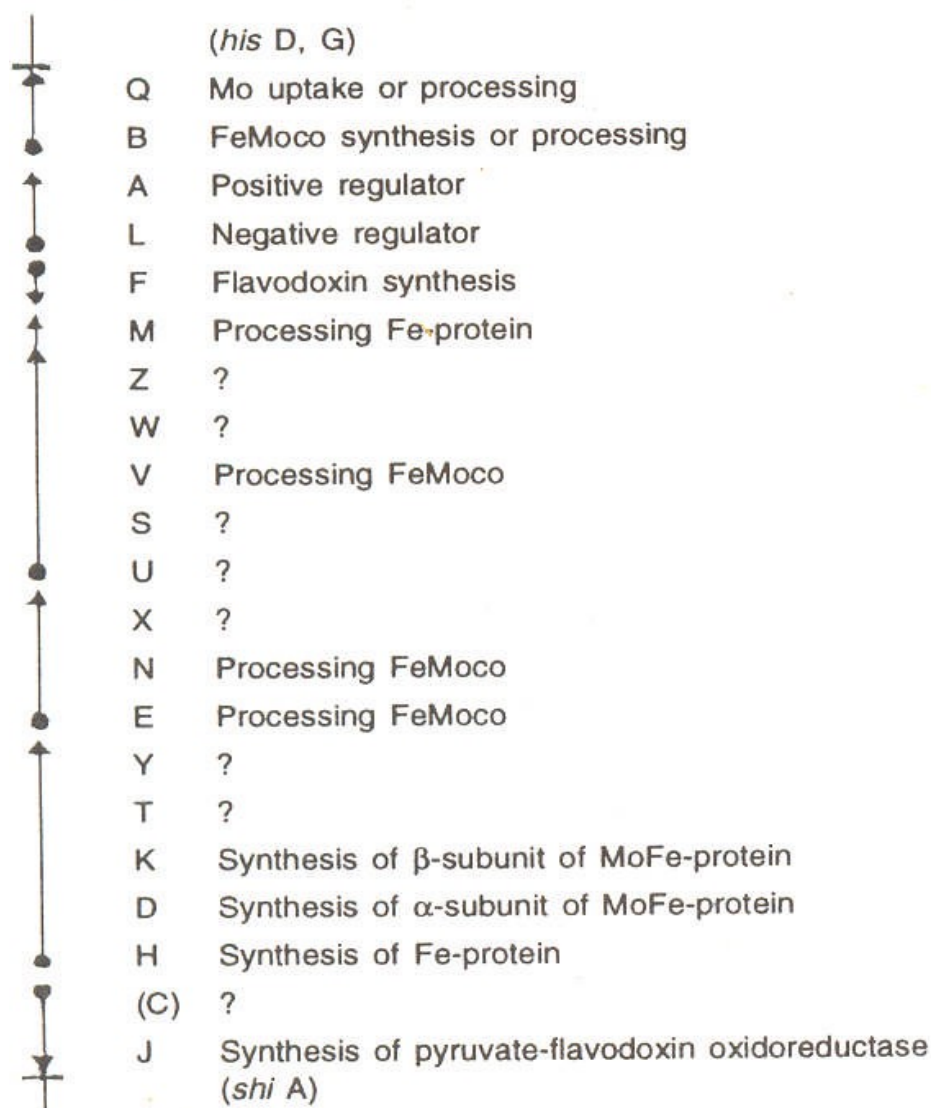 (his D, G)
Q Mo uptake or processing
B FeMoco synthesis or processing
A Positive regulator
L Negative regulator
F Flavodoxin synthesis
M Processing Fe-protein
Z ?
W ?
V Processing FeMoco
S ?
U ?
X ?
N Processing FeMoco
E Processing FeMoco
Y ?
T ?
K Synthesis of β-subunit of MoFe-protein
D Synthesis of α-subunit of MoFe-protein
H Synthesis of Fe-protein
(C) ?
J Synthesis of pyruvate-flavodoxin oxidoreductase
(shi A)